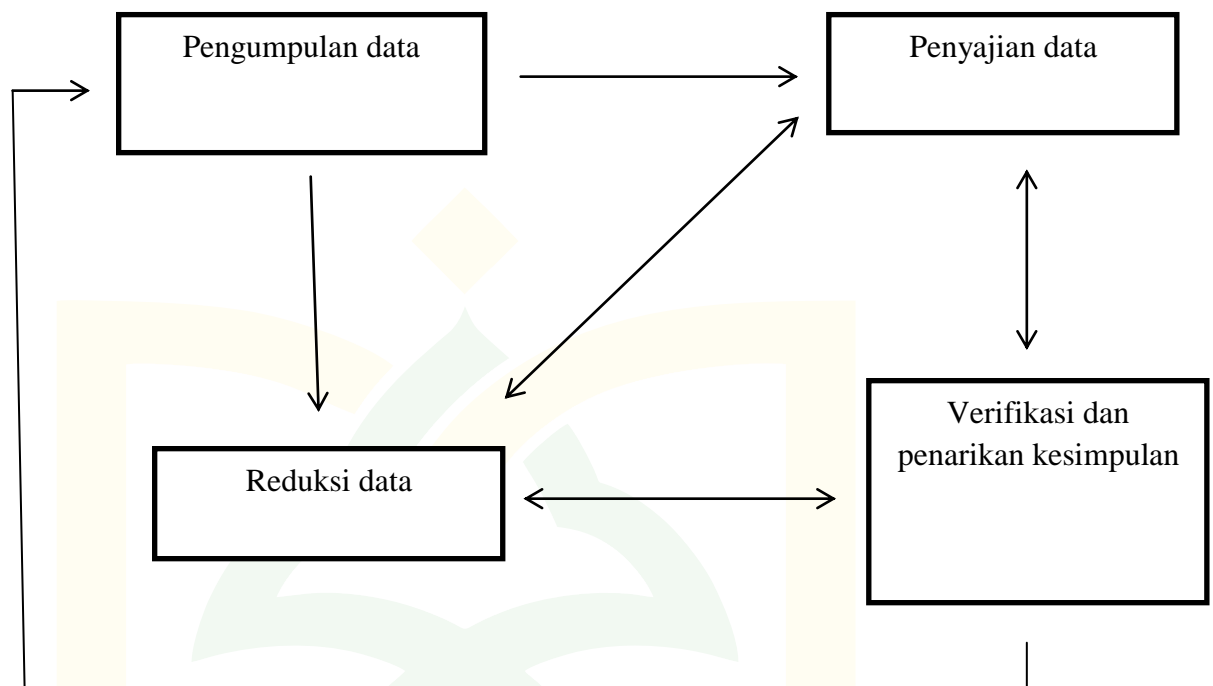 Pengumpulan data
Penyajian data
Verifikasi dan
penarikan kesimpulan
Reduksi data